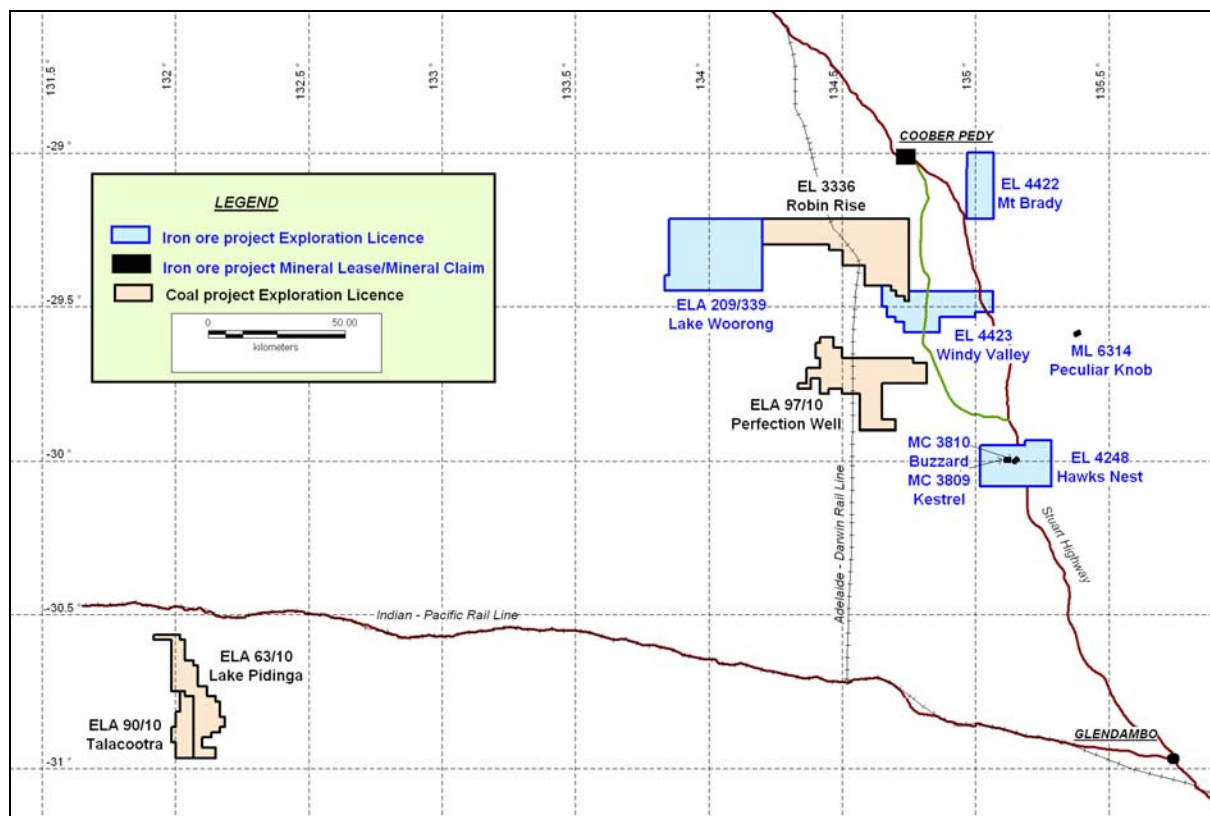 131.5 °
132 °
132.5 °
133 °
133.5 °
134 °
134.5 °
135 °
135.5 °
-29 °
-29.5 °
-30 °
-30.5 °
-31 °
LEGEND
Iron ore project Exploration Licence
Iron ore project Mineral Lease/Mineral Claim
Coal project Exploration Licence
0 50.00
kilometers
COOBER PEDY
EL 4422
Mt Brady
EL 3336
Robin Rise
ELA 209/339
Lake Woorong
EL 4423
Windy Valley
ML 6314
Peculiar Knob
ELA 97/10
Perfection Well
MC 3810
Buzzard
MC 3809
Kestrel
EL 4248
Hawks Nest
Stuart Highway
Adelaide - Darwin Rail Line
Indian - Pacific Rail Line
ELA 63/10
Lake Pidinga
ELA 90/10
Talacootra
GLENDAMBO